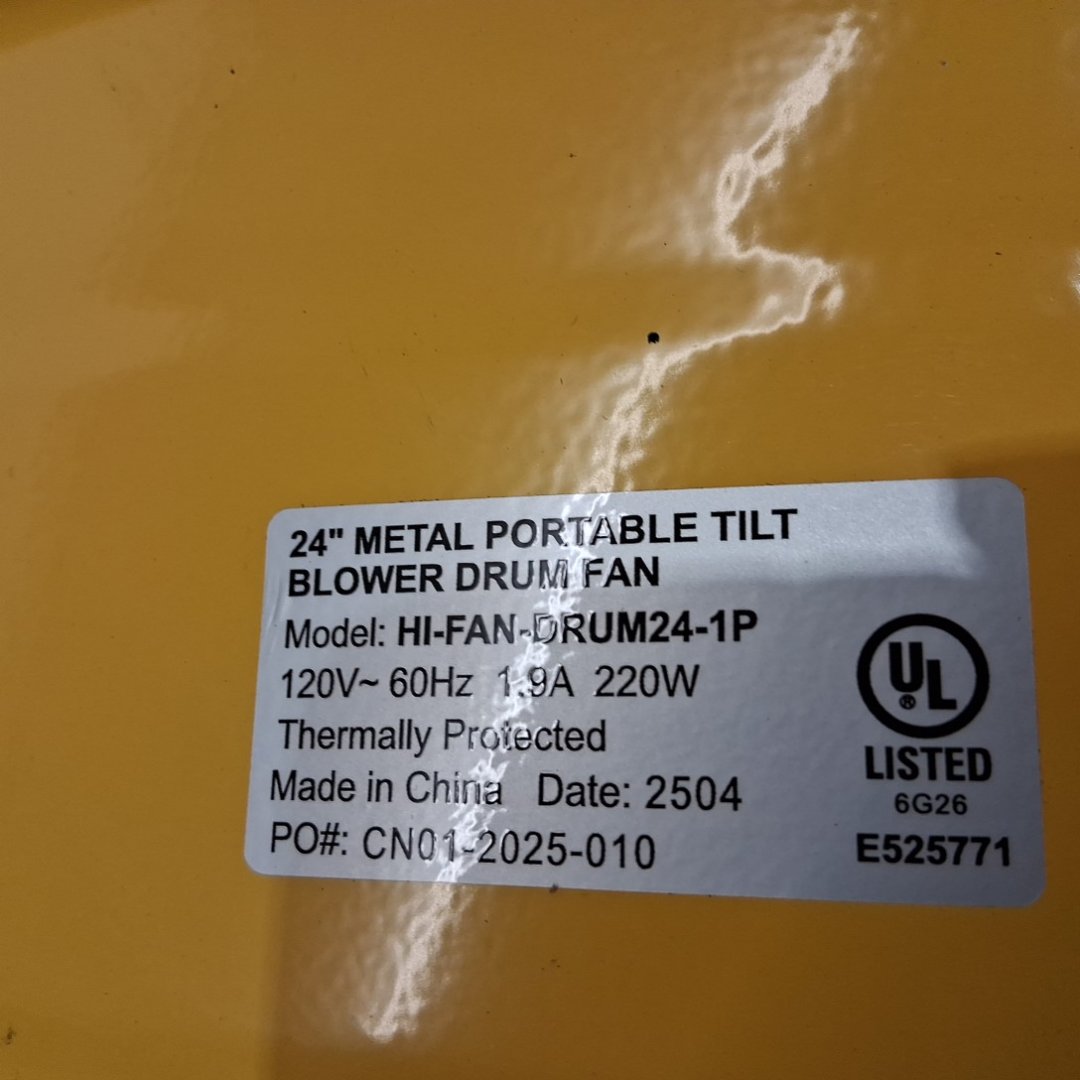 24" METAL PORTABLE TILT
BLOWER DRUM FAN
Model: HI-FAN-DRUM24-1P
120V~ 60Hz 1.9A 220W
Thermally Protected
Made in China Date: 2504
PO#: CN01-2025-010
UL®
LISTED
6G26
E525771